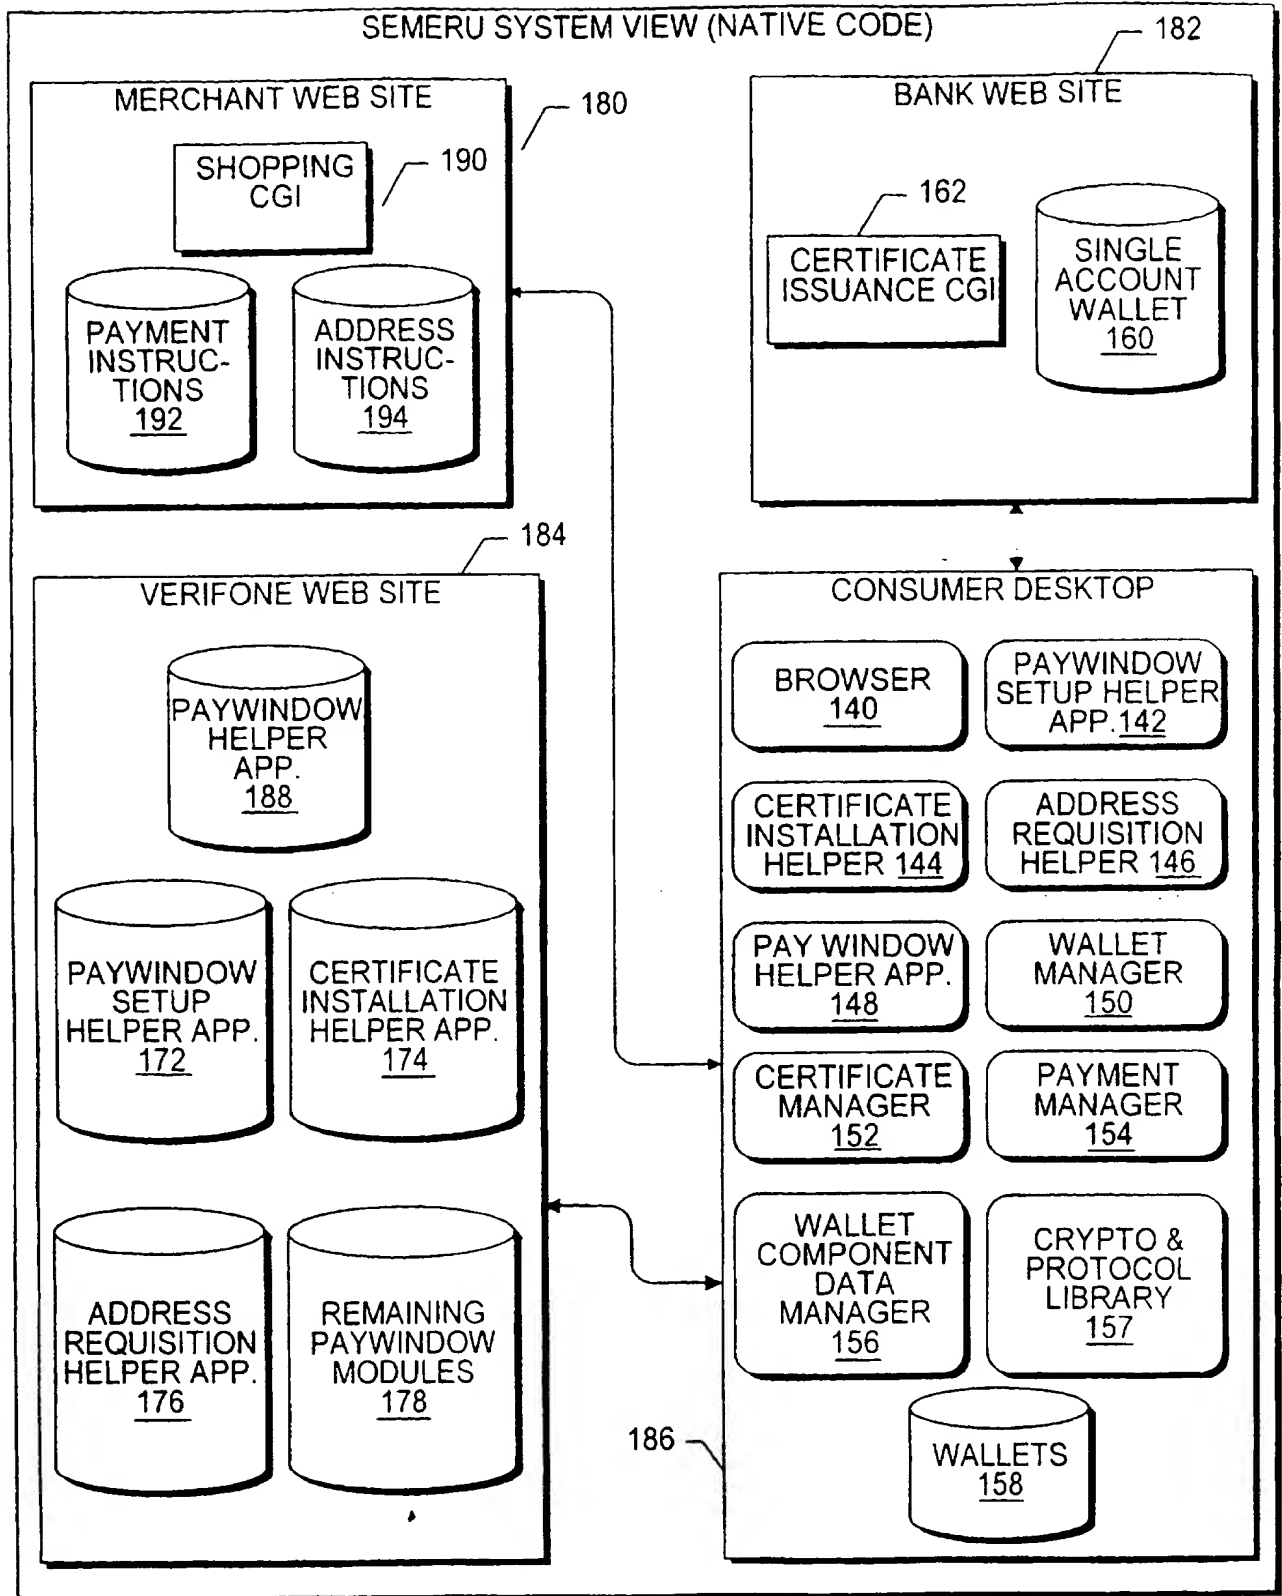 SEMERU SYSTEM VIEW (NATIVE CODE)
182
MERCHANT WEB SITE
180
SHOPPING
CGI
190
PAYMENT
INSTRUC-
TIONS
192
ADDRESS
INSTRUC-
TIONS
194
BANK WEB SITE
162
CERTIFICATE
ISSUANCE CGI
SINGLE
ACCOUNT
WALLET
160
184
VERIFONE WEB SITE
PAYWINDOW
HELPER
APP.
188
PAYWINDOW
SETUP
HELPER APP.
172
CERTIFICATE
INSTALLATION
HELPER APP.
174
ADDRESS
REQUISITION
HELPER APP.
176
REMAINING
PAYWINDOW
MODULES
178
CONSUMER DESKTOP
BROWSER
140
PAYWINDOW
SETUP HELPER
APP. 142
CERTIFICATE
INSTALLATION
HELPER 144
ADDRESS
REQUISITION
HELPER 146
PAY WINDOW
HELPER APP.
148
WALLET
MANAGER
150
CERTIFICATE
MANAGER
152
PAYMENT
MANAGER
154
WALLET
COMPONENT
DATA
MANAGER
156
CRYPTO &
PROTOCOL
LIBRARY
157
186
WALLETS
158